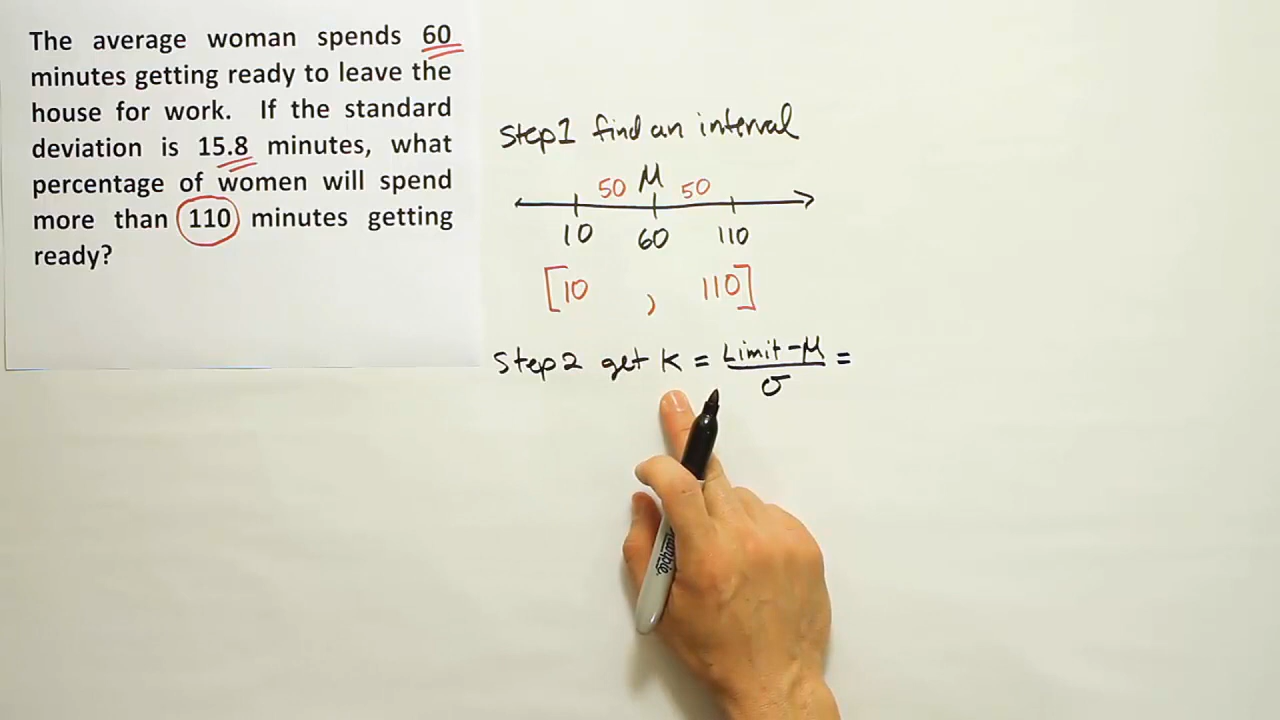 The average woman spends 60
minutes getting ready to leave the
house for work. If the standard
deviation is 15.8 minutes, what
percentage of women will spend
more than 110 minutes getting
ready?
Step1 find an interval
50 M 50
10 60 110
[10 , 110]
Step2 get K = Limit - M =
σ